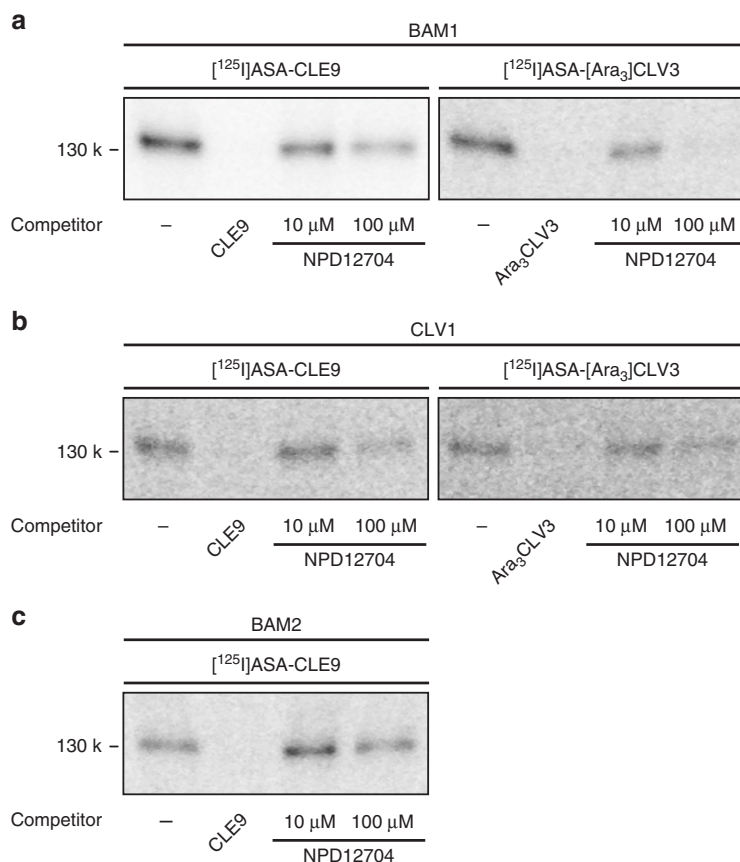 a
BAM1
[¹²⁵I]ASA-CLE9 [¹²⁵I]ASA-[Ara₃]CLV3
130 k
Competitor – CLE9 10 μM 100 μM – Ara₃CLV3 10 μM 100 μM
NPD12704 NPD12704
b
CLV1
[¹²⁵I]ASA-CLE9 [¹²⁵I]ASA-[Ara₃]CLV3
130 k
Competitor – CLE9 10 μM 100 μM – Ara₃CLV3 10 μM 100 μM
NPD12704 NPD12704
c
BAM2
[¹²⁵I]ASA-CLE9
130 k
Competitor – CLE9 10 μM 100 μM
NPD12704